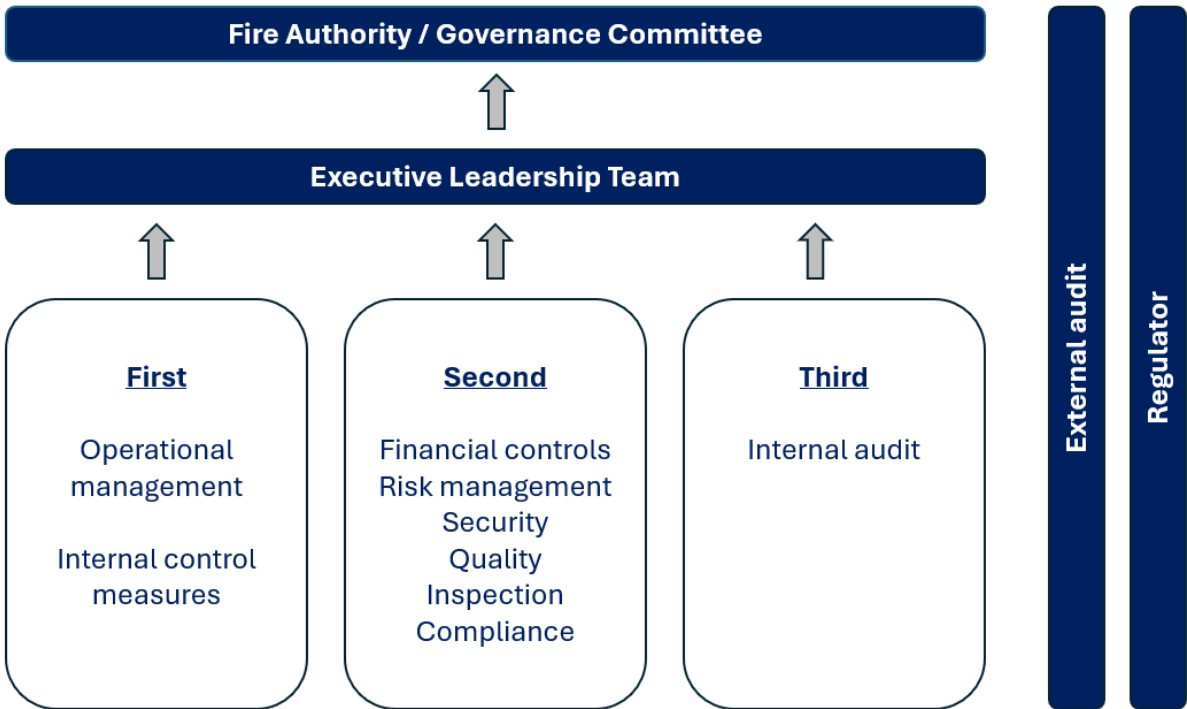 Fire Authority / Governance Committee
Executive Leadership Team
First
Operational
management
Internal control
measures
Second
Financial controls
Risk management
Security
Quality
Inspection
Compliance
Third
Internal audit
External audit
Regulator